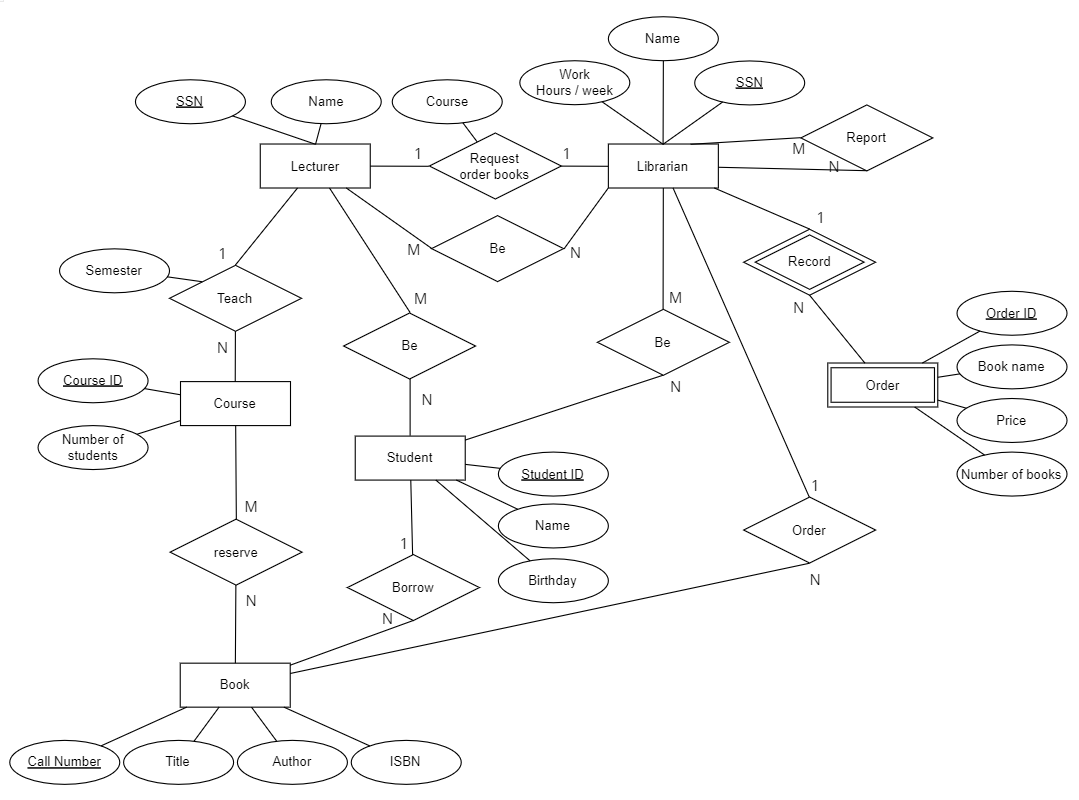 Name
Work
Hours / week
SSN
SSN
Name
Course
Report
M
N
Lecturer
1
Request
order books
1
Librarian
1
M
Be
N
Record
1
Semester
Teach
N
M
Be
N
M
Be
N
N
Order ID
Order
Book name
Price
Number of books
Course ID
Course
Number of
students
Student
Student ID
Name
Birthday
M
reserve
N
1
Borrow
N
1
Order
N
Book
Call Number
Title
Author
ISBN